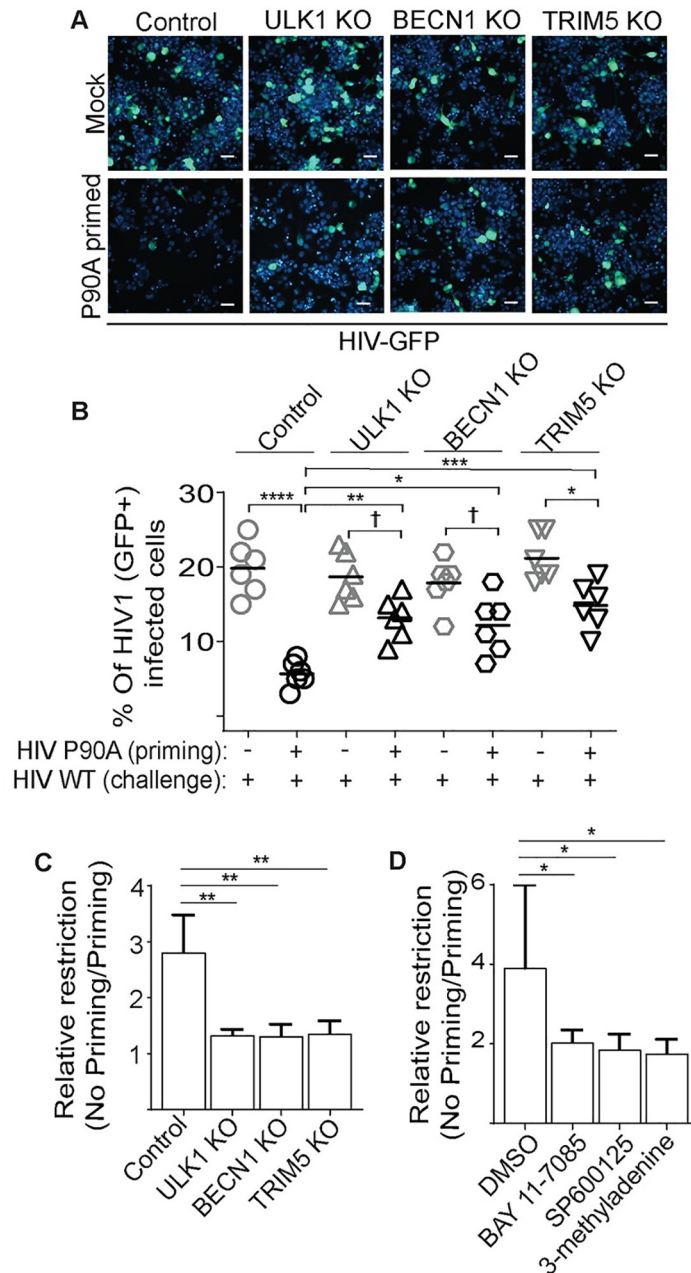 A
Control ULK1 KO BECN1 KO TRIM5 KO
Mock
P90A primed
HIV-GFP
B
Control ULK1 KO BECN1 KO TRIM5 KO
***
*
**** ** † † *
% Of HIV1 (GFP+)
infected cells
30
20
10
HIV P90A (priming): - + - + - + - +
HIV WT (challenge): + + + + + + + +
C
Relative restriction
(No Priming/Priming)
**
**
**
4
3
2
1
Control ULK1 KO BECN1 KO TRIM5 KO
D
Relative restriction
(No Priming/Priming)
*
*
*
6
4
2
DMSO BAY 11-7085 SP600125 3-methyladenine